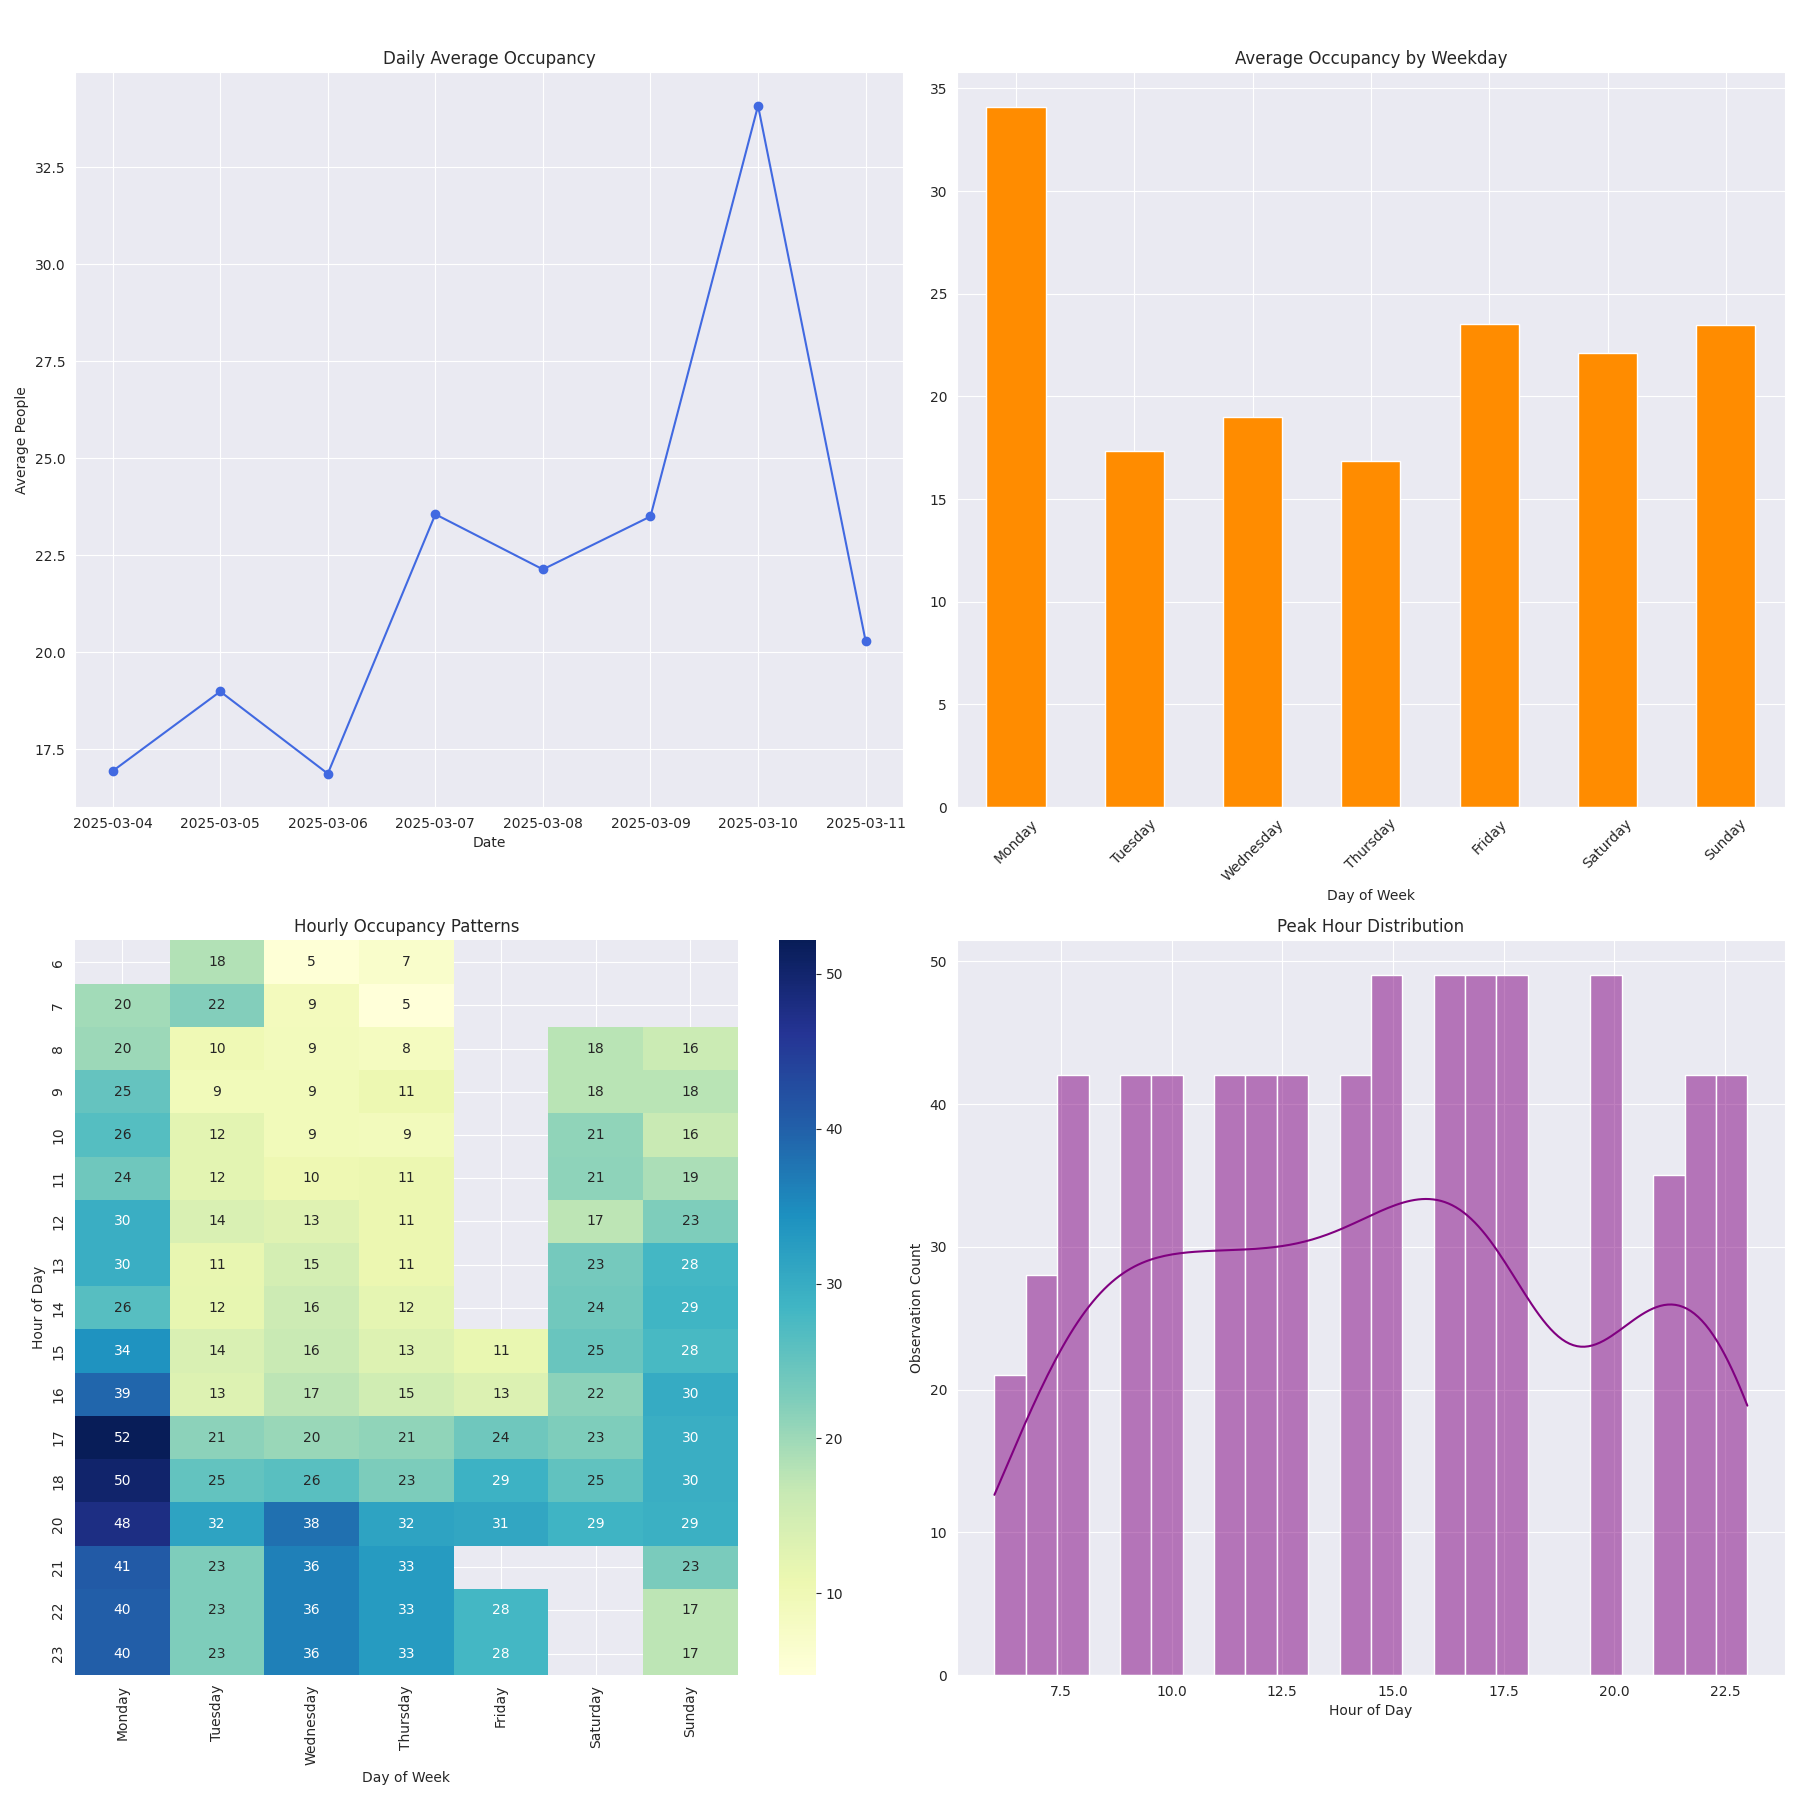 Daily Average Occupancy
Average People
32.5
30.0
27.5
25.0
22.5
20.0
17.5
2025-03-04 2025-03-05 2025-03-06 2025-03-07 2025-03-08 2025-03-09 2025-03-10 2025-03-11
Date
Average Occupancy by Weekday
35
30
25
20
15
10
5
0
Monday Tuesday Wednesday Thursday Friday Saturday Sunday
Day of Week
Hourly Occupancy Patterns
Hour of Day
6 18 5 7
7 20 22 9 5
8 20 10 9 8 18 16
9 25 9 9 11 18 18
10 26 12 9 9 21 16
11 24 12 10 11 21 19
12 30 14 13 11 17 23
13 30 11 15 11 23 28
14 26 12 16 12 24 29
15 34 14 16 13 11 25 28
16 39 13 17 15 13 22 30
17 52 21 20 21 24 23 30
18 50 25 26 23 29 25 30
20 48 32 38 32 31 29 29
21 41 23 36 33 23
22 40 23 36 33 28 17
23 40 23 36 33 28 17
Monday Tuesday Wednesday Thursday Friday Saturday Sunday
Day of Week
50
40
30
20
10
Peak Hour Distribution
Observation Count
50
40
30
20
10
0
7.5 10.0 12.5 15.0 17.5 20.0 22.5
Hour of Day